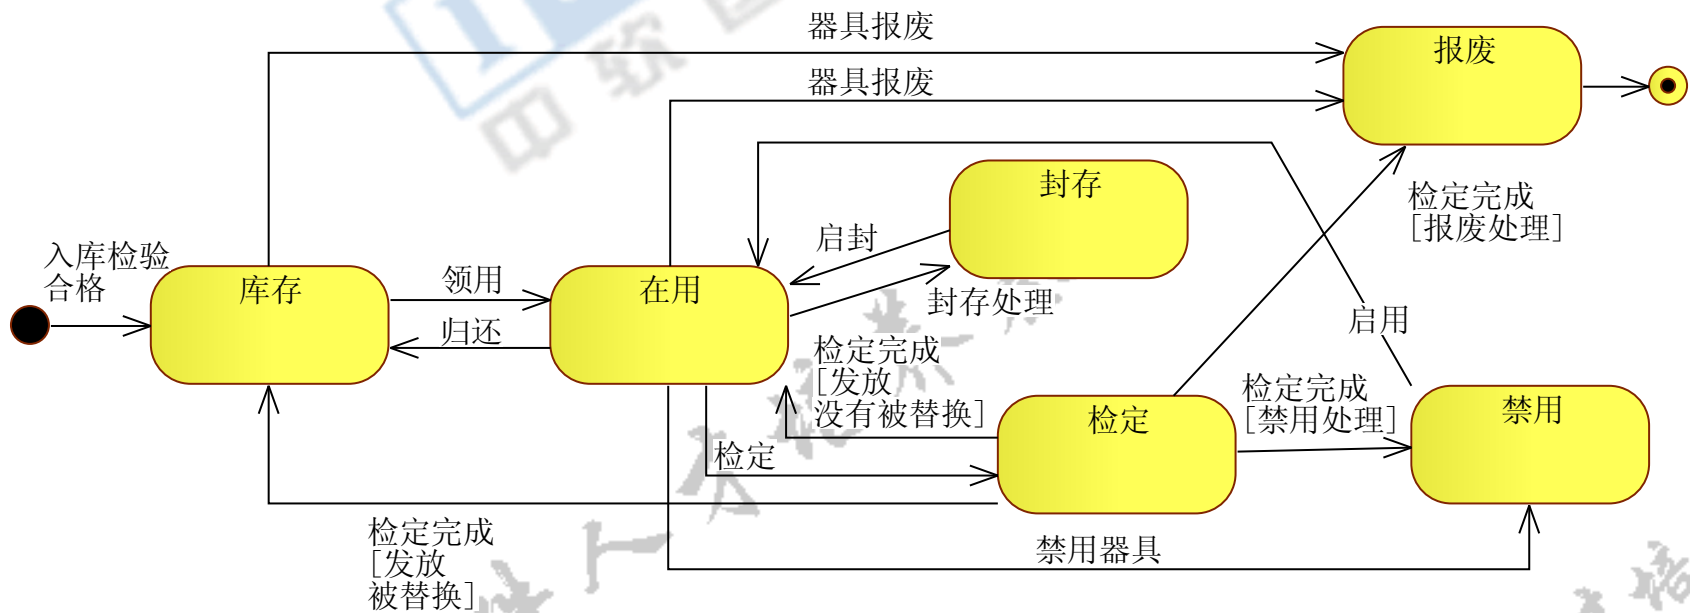 器具报废
报废
器具报废
封存
检定完成
[报废处理]
入库检验
合格
启封
库存
领用
在用
封存处理
归还
启用
检定完成
[发放
没有被替换]
检定完成
[禁用处理]
检定
禁用
检定
检定完成
[发放
被替换]
禁用器具
中软